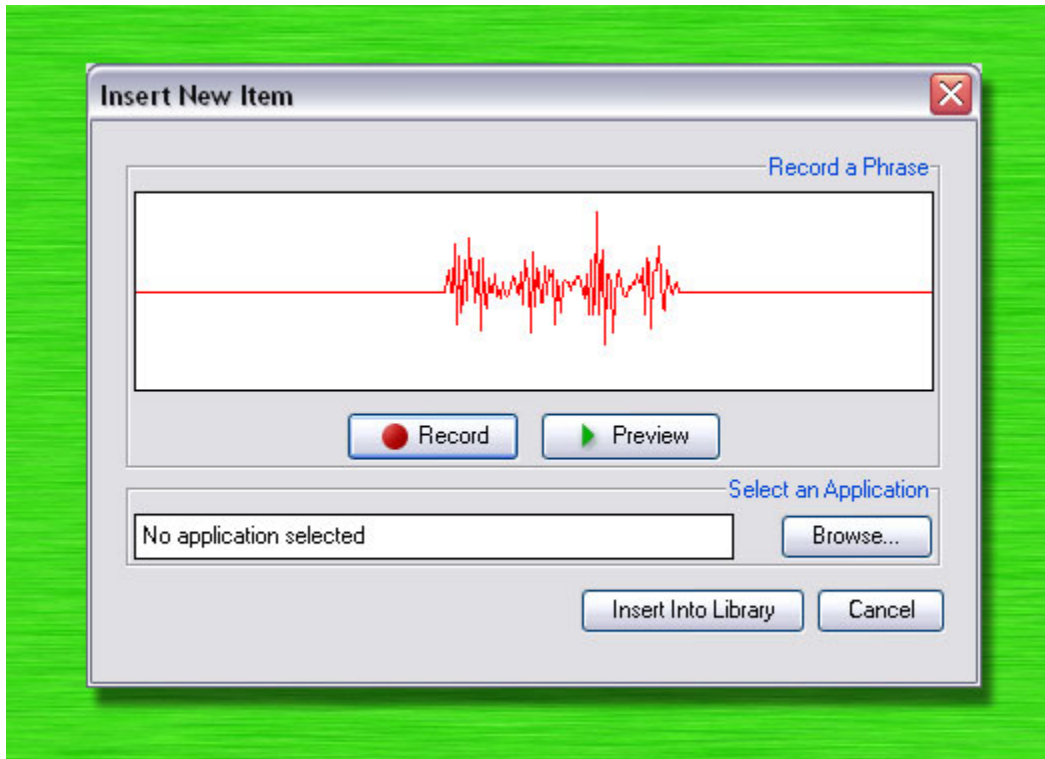 Insert New Item
Record a Phrase
Record
Preview
Select an Application
No application selected
Browse...
Insert Into Library
Cancel